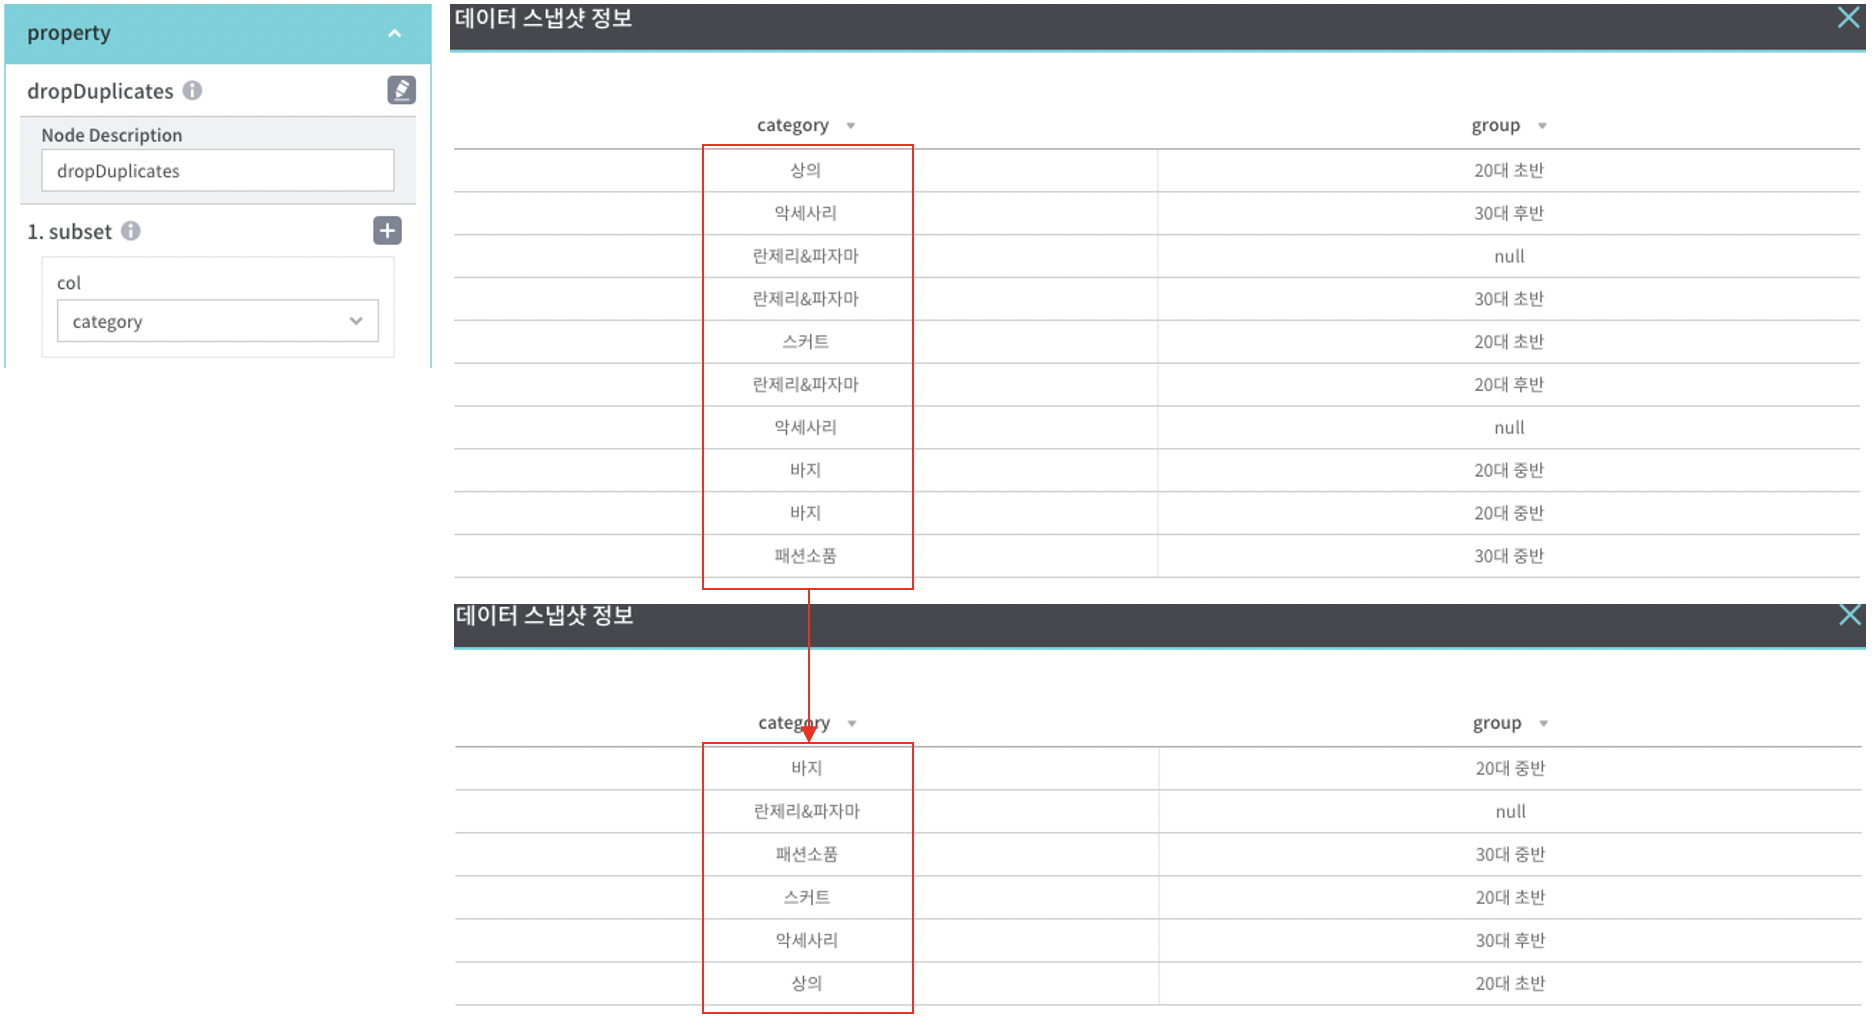 property
dropDuplicates
Node Description
dropDuplicates
1. subset
col
category
데이터 스냅샷 정보
category group
상의 20대 초반
악세사리 30대 후반
란제리&파자마 null
란제리&파자마 30대 초반
스커트 20대 초반
란제리&파자마 20대 후반
악세사리 null
바지 20대 중반
바지 20대 중반
패션소품 30대 중반
데이터 스냅샷 정보
category group
바지 20대 중반
란제리&파자마 null
패션소품 30대 중반
스커트 20대 초반
악세사리 30대 후반
상의 20대 초반